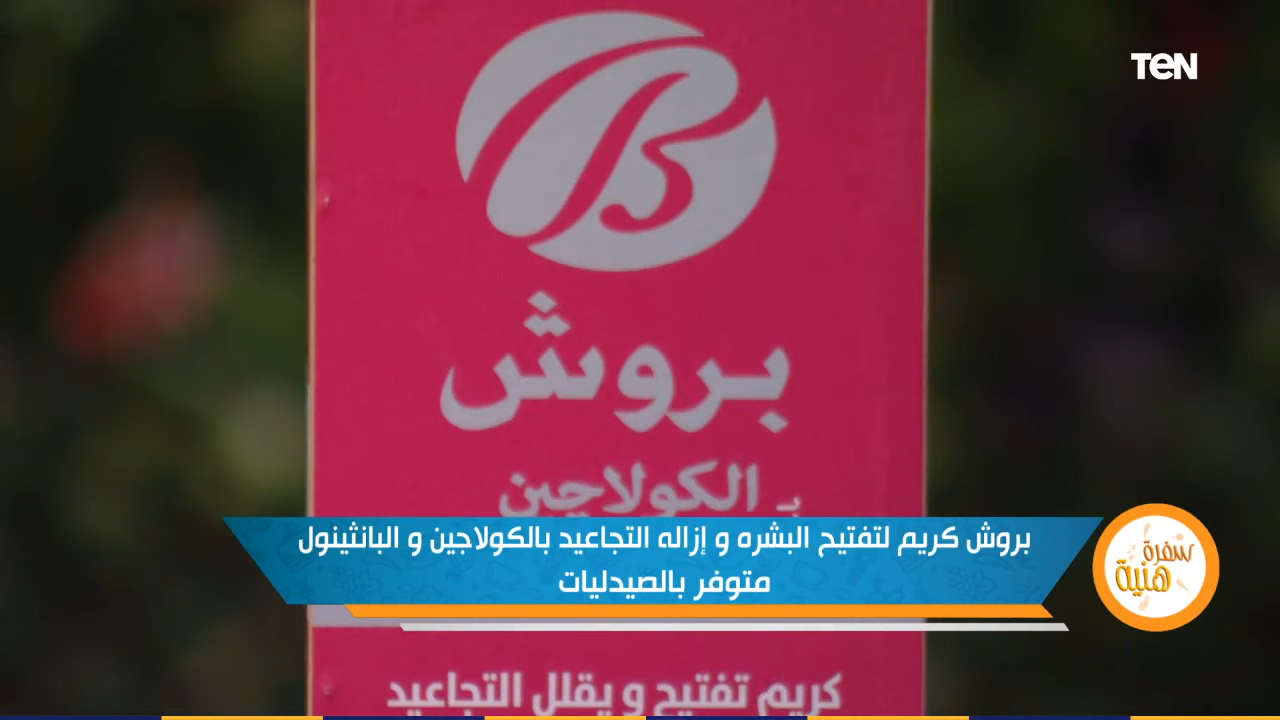 TEN
بروش
بـ الكولاجين
بروش كريم لتفتيح البشره و إزاله التجاعيد بالكولاجين و البانثينول
متوفر بالصيدليات
سفرة
هنية
كريم تفتيح و يقلل التجاعيد